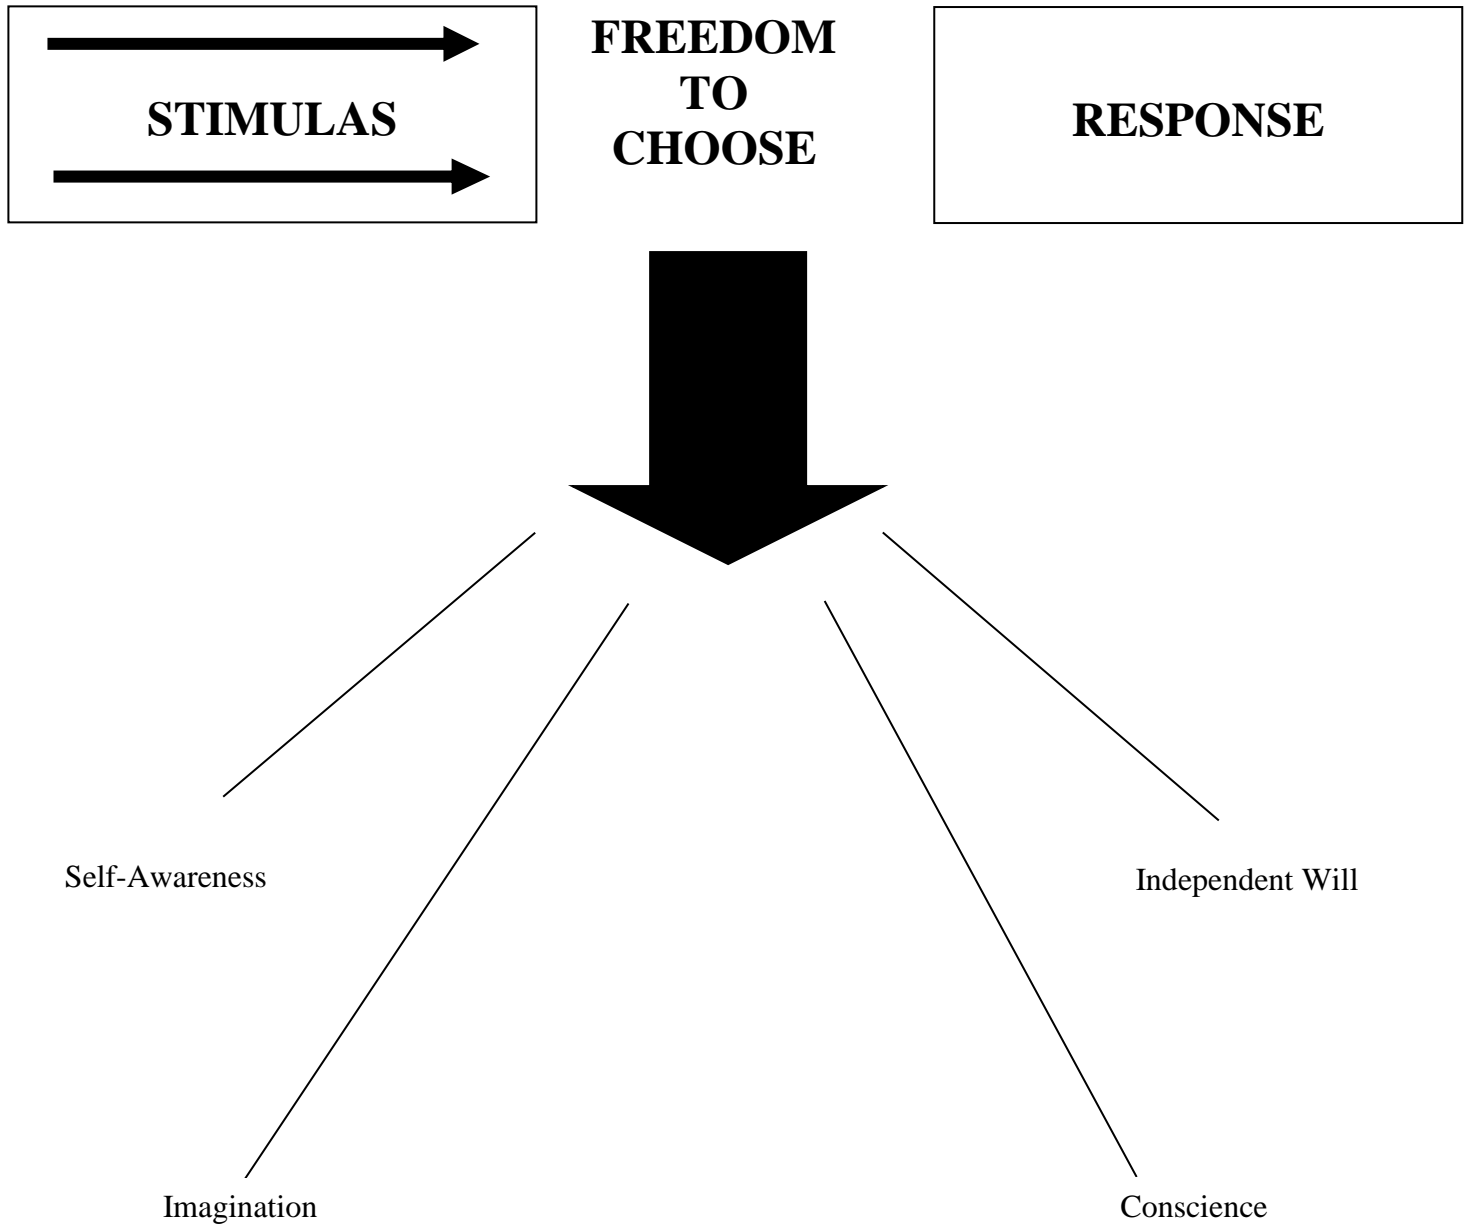 STIMULAS
FREEDOM
TO
CHOOSE
RESPONSE
Self-Awareness
Independent Will
Imagination
Conscience